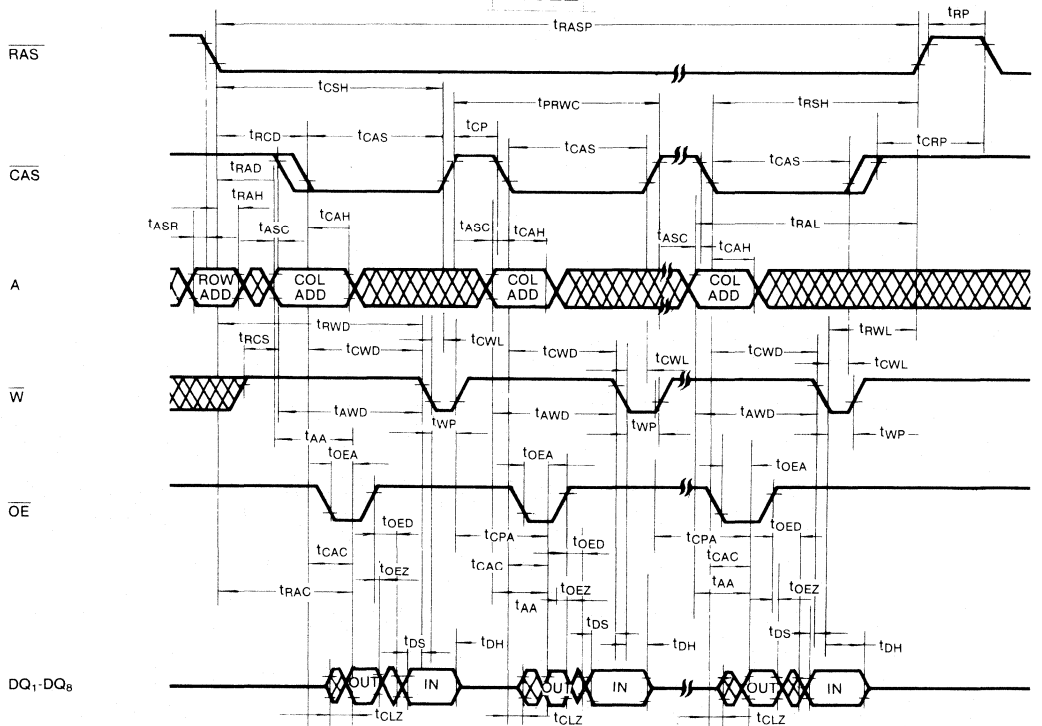 tRASP
tRP
RAS
tCSH
tPRWC
tRSH
tRCD
tCAS
tCP
tCAS
tCAS
tCRP
CAS
tRAD
tRAH
tASR
tASC
tCAH
tASC
tCAH
tRAL
tASC
tCAH
A
ROW ADD
COL ADD
COL ADD
COL ADD
tRWD
tRWL
tRCS
tCWD
tCWL
tCWD
tCWL
tCWD
tCWL
W
tAWD
tWP
tAWD
tWP
tAWD
tWP
tAA
tOEA
tOEA
tOEA
OE
tOED
tCPA
tOED
tCPA
tOED
tCAC
tCAC
tCAC
tOEZ
tOEZ
tAA
tOEZ
tRAC
tAA
tDS
tDH
tDS
tDH
tDS
tDH
DQ1-DQ8
OUT
IN
OUT
IN
OUT
IN
tCLZ
tCLZ
tCLZ